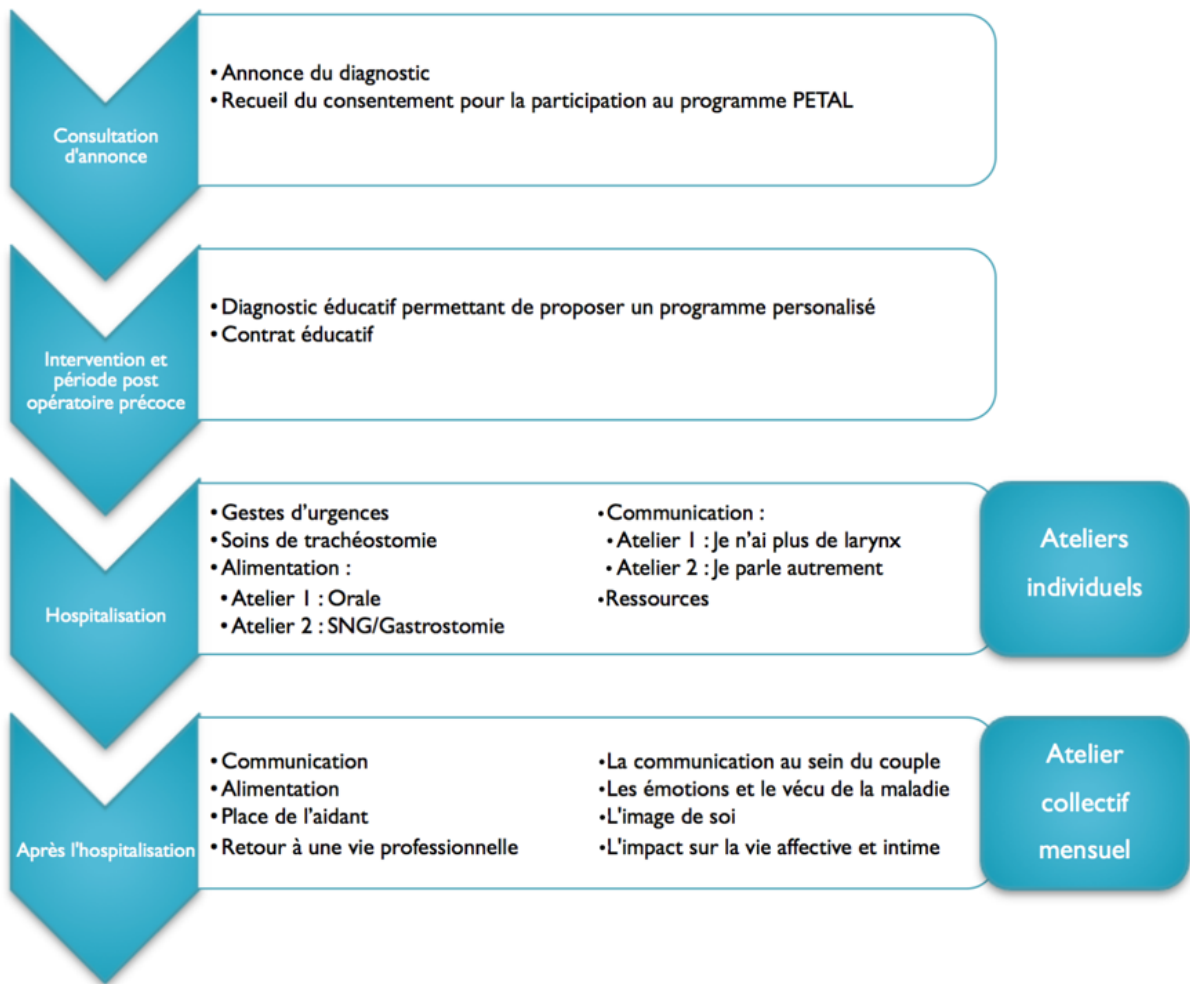 Consultation
d'annonce
• Annonce du diagnostic
• Recueil du consentement pour la participation au programme PETAL
Intervention et
période post
opératoire précoce
• Diagnostic éducatif permettant de proposer un programme personalisé
• Contrat éducatif
Hospitalisation
• Gestes d'urgences
• Soins de trachéostomie
• Alimentation :
• Atelier 1 : Orale
• Atelier 2 : SNG/Gastrostomie
• Communication :
• Atelier 1 : Je n'ai plus de larynx
• Atelier 2 : Je parle autrement
• Ressources
Ateliers
individuels
Après l'hospitalisation
• Communication
• Alimentation
• Place de l'aidant
• Retour à une vie professionnelle
• La communication au sein du couple
• Les émotions et le vécu de la maladie
• L'image de soi
• L'impact sur la vie affective et intime
Atelier
collectif
mensuel